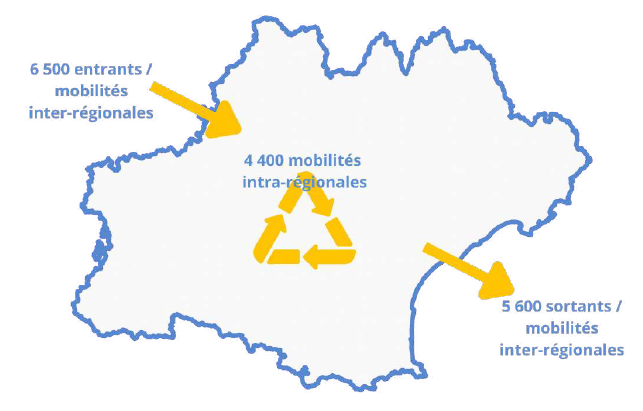 6 500 entrants /
mobilités
inter-régionales
4 400 mobilités
intra-régionales
5 600 sortants /
mobilités
inter-régionales